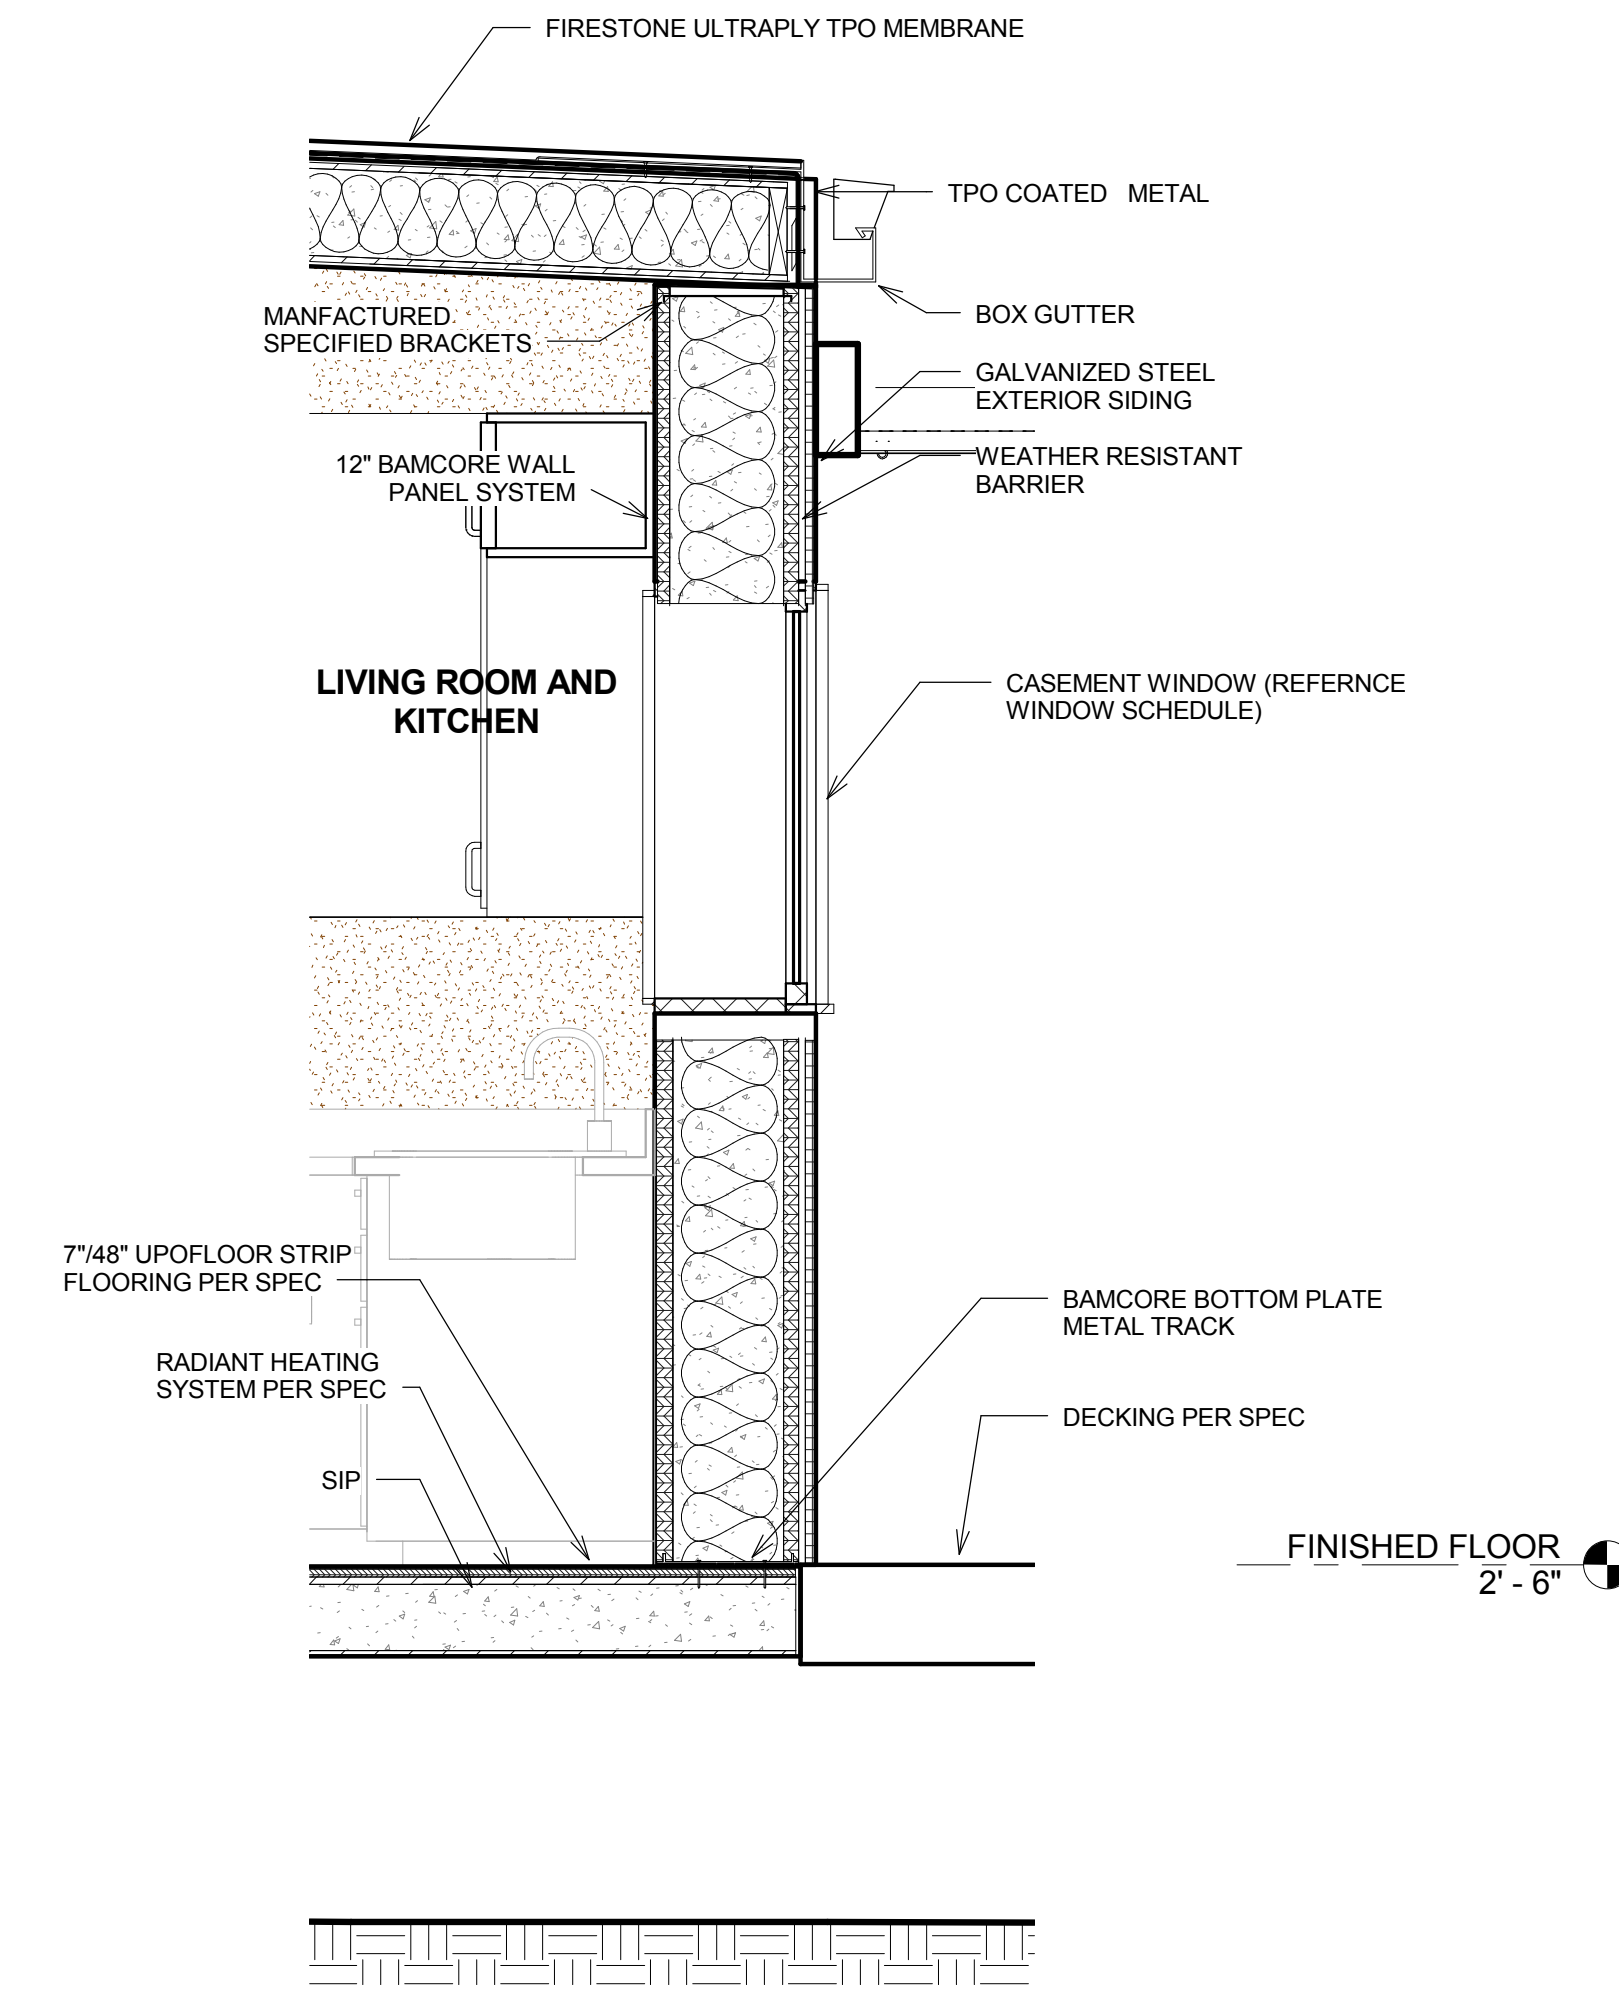 FIRESTONE ULTRAPLY TPO MEMBRANE
TPO COATED METAL
BOX GUTTER
MANFACTURED
SPECIFIED BRACKETS
GALVANIZED STEEL
EXTERIOR SIDING
12" BAMCORE WALL
PANEL SYSTEM
WEATHER RESISTANT
BARRIER
LIVING ROOM AND
KITCHEN
CASEMENT WINDOW (REFERNCE
WINDOW SCHEDULE)
7"/48" UPOFLOOR STRIP
FLOORING PER SPEC
BAMCORE BOTTOM PLATE
METAL TRACK
RADIANT HEATING
SYSTEM PER SPEC
DECKING PER SPEC
SIP
FINISHED FLOOR
2' - 6"